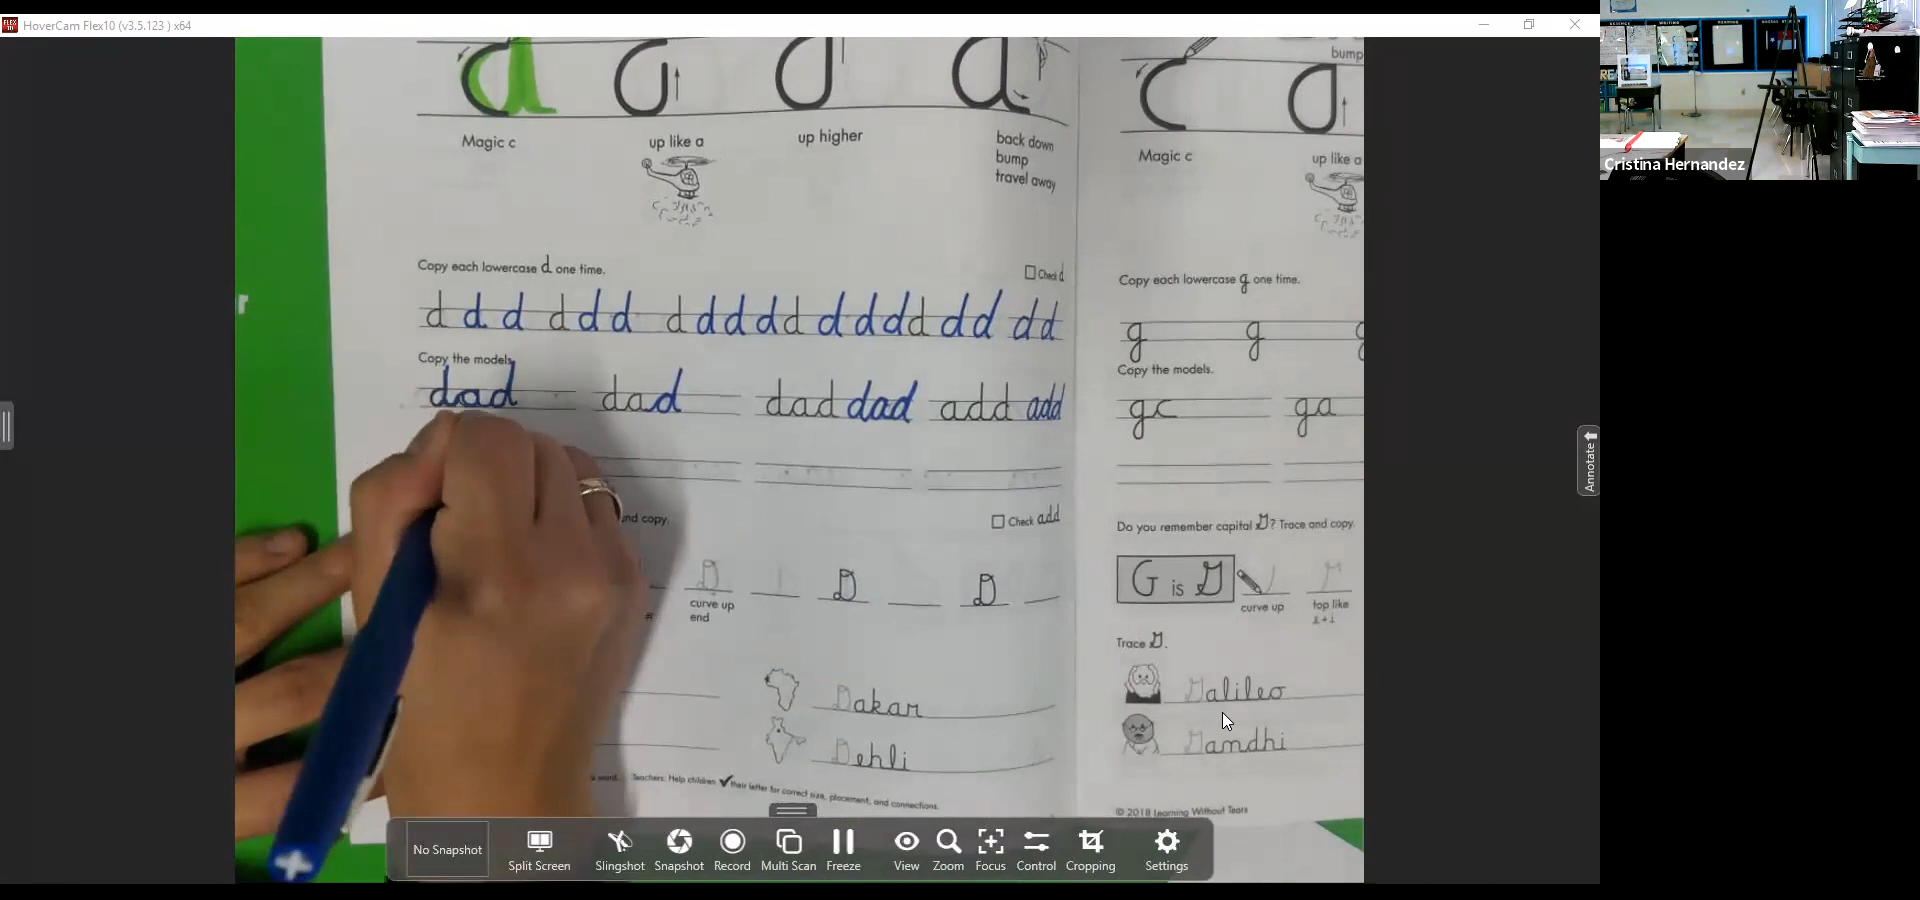 HoverCam Flex10 (v3.5.123 ) x64
Magic c
up like a
up higher
back down
bump
travel away
Copy each lowercase d one time.
Check d
d d d d d d d d d d d d d d d d d d d d
Copy the models.
dad dad dad dad add add
and copy.
Check add
D D D
curve up
end
Dakar
Dehli
Teachers: Help children ✓ their letter for correct size, placement, and connections.
bump
Magic c
up like a
Copy each lowercase g one time.
g g g
Copy the models.
gc ga
Do you remember capital G? Trace and copy
G is G
curve up
top like
Trace G.
Galileo
Gandhi
© 2018 Learning Without Tears
Cristina Hernandez
Annotate
No Snapshot
Split Screen
Slingshot
Snapshot
Record
Multi Scan
Freeze
View
Zoom
Focus
Control
Cropping
Settings